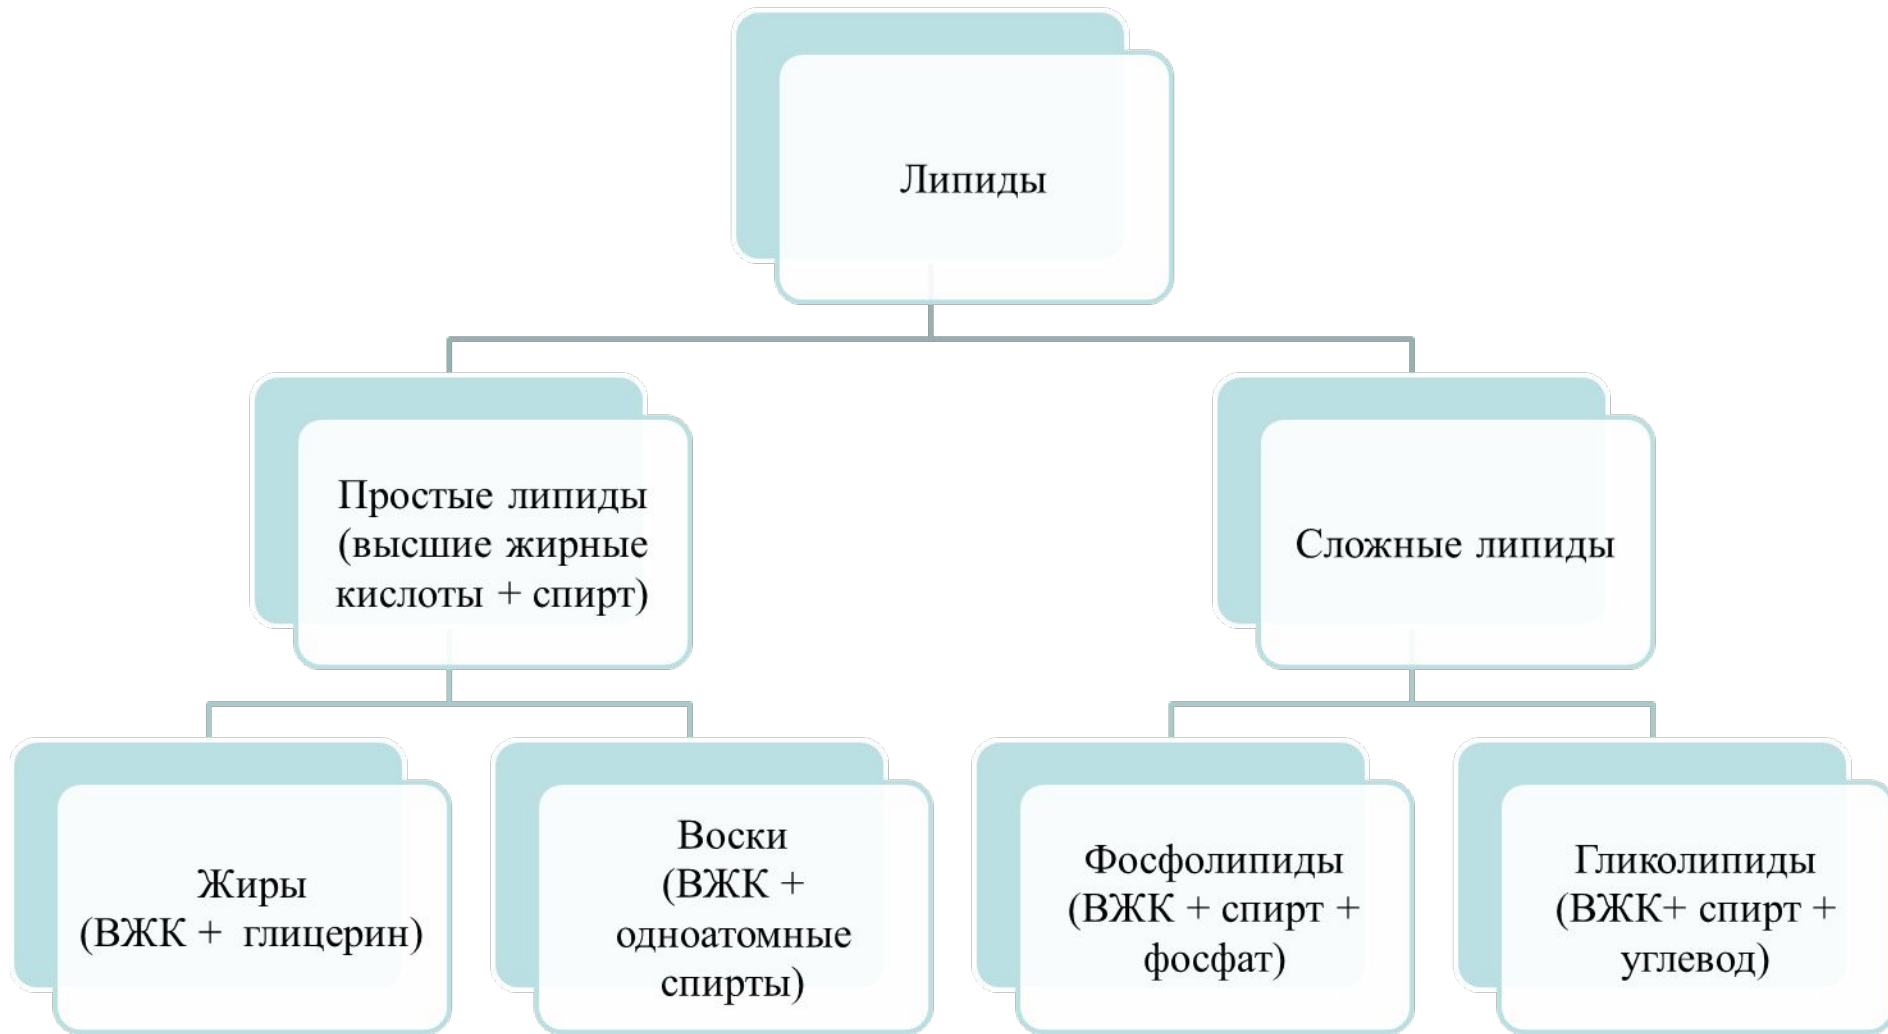 Липиды
Простые липиды
(высшие жирные
кислоты + спирт)
Сложные липиды
Жиры
(ВЖК + глицерин)
Воски
(ВЖК +
одноатомные
спирты)
Фосфолипиды
(ВЖК + спирт +
фосфат)
Гликолипиды
(ВЖК+ спирт +
углевод)